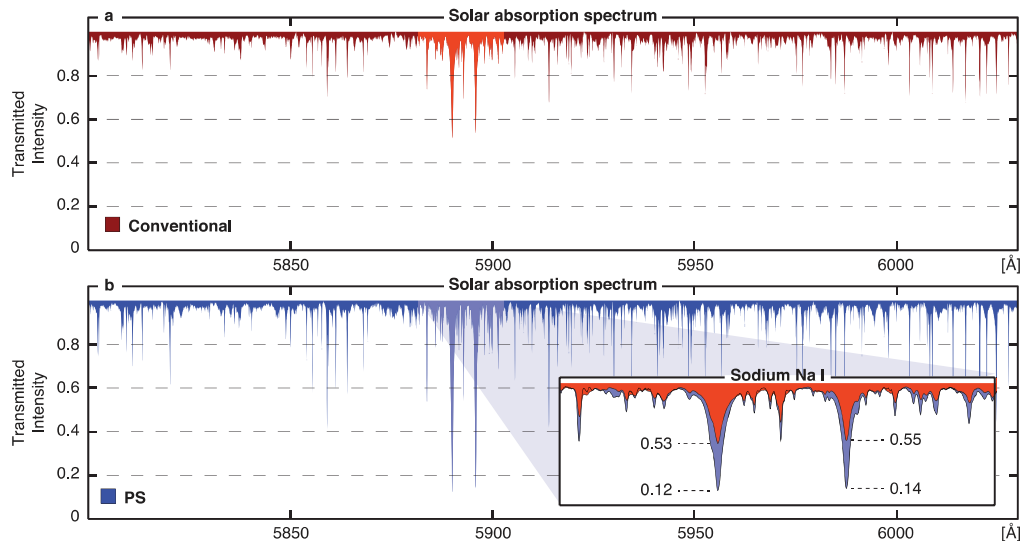 a
Solar absorption spectrum
Transmitted
Intensity
0.8
0.6
0.4
0.2
0
Conventional
5850
5900
5950
6000
[Å]
b
Solar absorption spectrum
Transmitted
Intensity
0.8
0.6
0.4
0.2
0
PS
Sodium Na I
0.53
0.55
0.12
0.14
5850
5900
5950
6000
[Å]